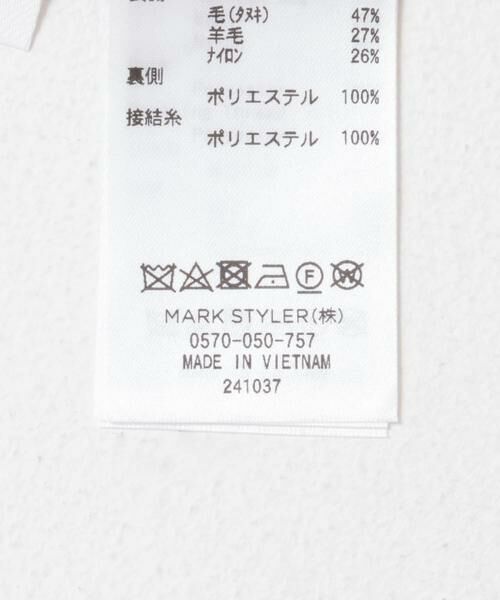 毛(タヌキ) 47%
羊毛 27%
ナイロン 26%
裏側
ポリエステル 100%
接結糸
ポリエステル 100%
MARK STYLER(株)
0570-050-757
MADE IN VIETNAM
241037